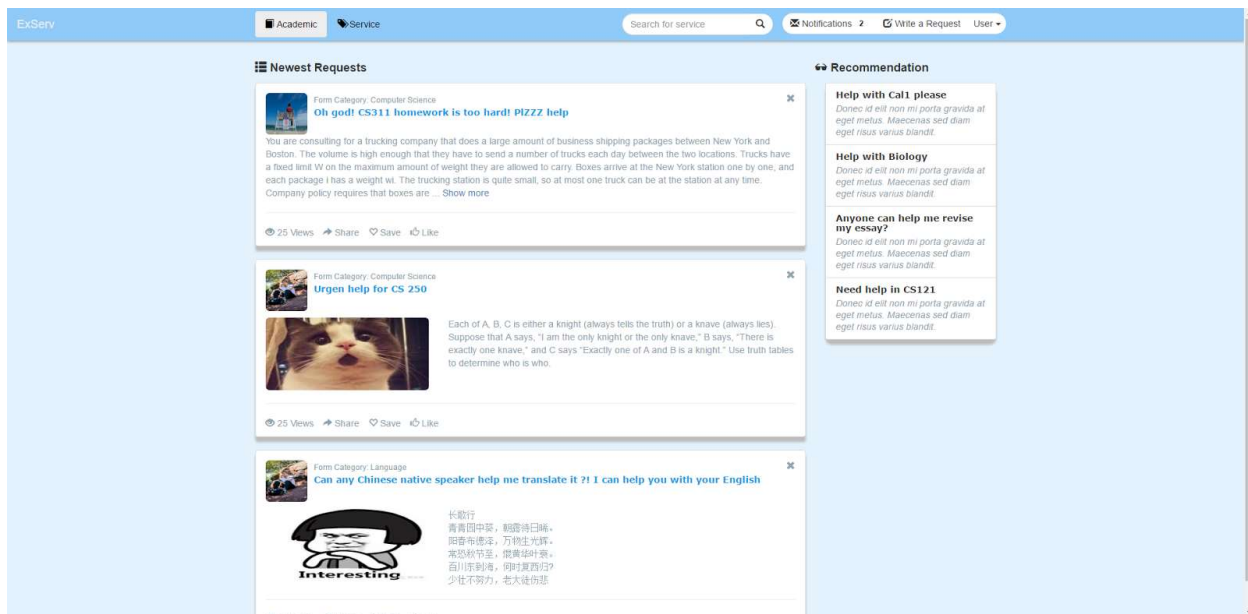 ExServ
Academic
Service
Search for service
Notifications 2
Write a Request
User
Newest Requests
Form Category: Computer Science
Oh god! CS311 homework is too hard! PlZZZ help
You are consulting for a trucking company that does a large amount of business shipping packages between New York and
Boston. The volume is high enough that they have to send a number of trucks each day between the two locations. Trucks have
a fixed limit W on the maximum amount of weight they are allowed to carry. Boxes arrive at the New York station one by one, and
each package i has a weight wi. The trucking station is quite small, so at most one truck can be at the station at any time.
Company policy requires that boxes are ... Show more
25 Views
Share
Save
Like
Form Category: Computer Science
Urgen help for CS 250
Each of A, B, C is either a knight (always tells the truth) or a knave (always lies).
Suppose that A says, "I am the only knight or the only knave," B says, "There is
exactly one knave," and C says "Exactly one of A and B is a knight." Use truth tables
to determine who is who.
25 Views
Share
Save
Like
Form Category: Language
Can any Chinese native speaker help me translate it ?! I can help you with your English
Interesting
长歌行
青青园中葵，朝露待日晞。
阳春布德泽，万物生光辉。
常恐秋节至，焜黄华叶衰。
百川东到海，何时复西归?
少壮不努力，老大徒伤悲
Recommendation
Help with Cal1 please
Donec id elit non mi porta gravida at
eget metus. Maecenas sed diam
eget risus varius blandit.
Help with Biology
Donec id elit non mi porta gravida at
eget metus. Maecenas sed diam
eget risus varius blandit.
Anyone can help me revise
my essay?
Donec id elit non mi porta gravida at
eget metus. Maecenas sed diam
eget risus varius blandit.
Need help in CS121
Donec id elit non mi porta gravida at
eget metus. Maecenas sed diam
eget risus varius blandit.